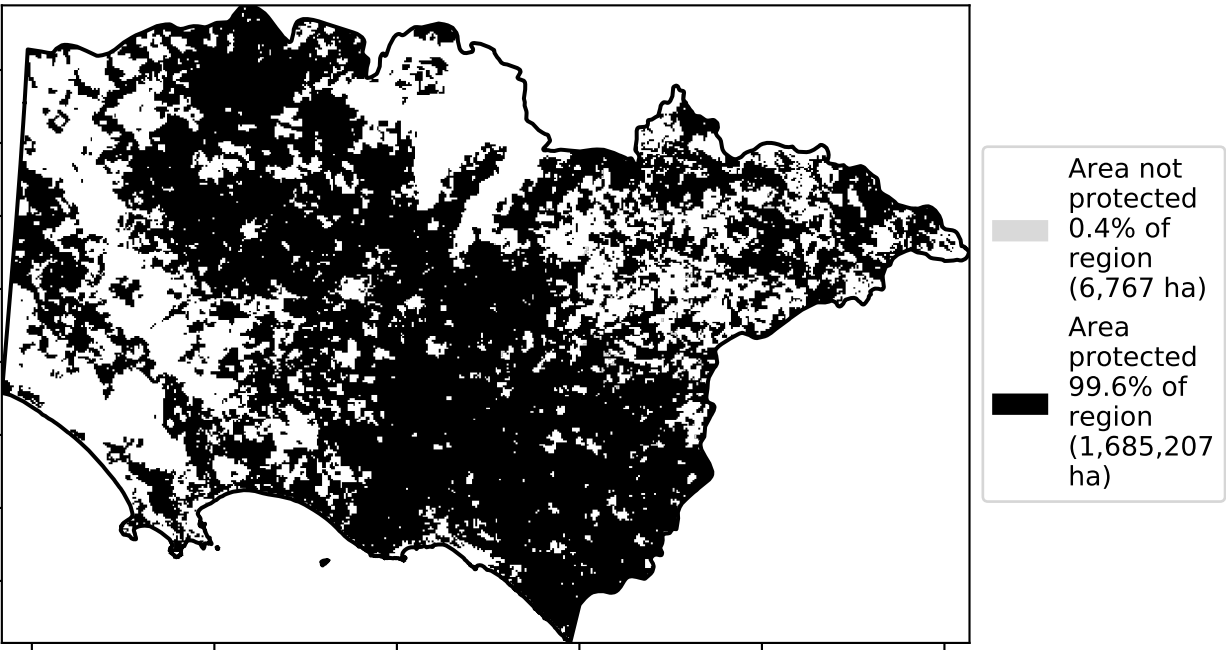 Area not
protected
0.4% of
region
(6,767 ha)
Area
protected
99.6% of
region
(1,685,207
ha)